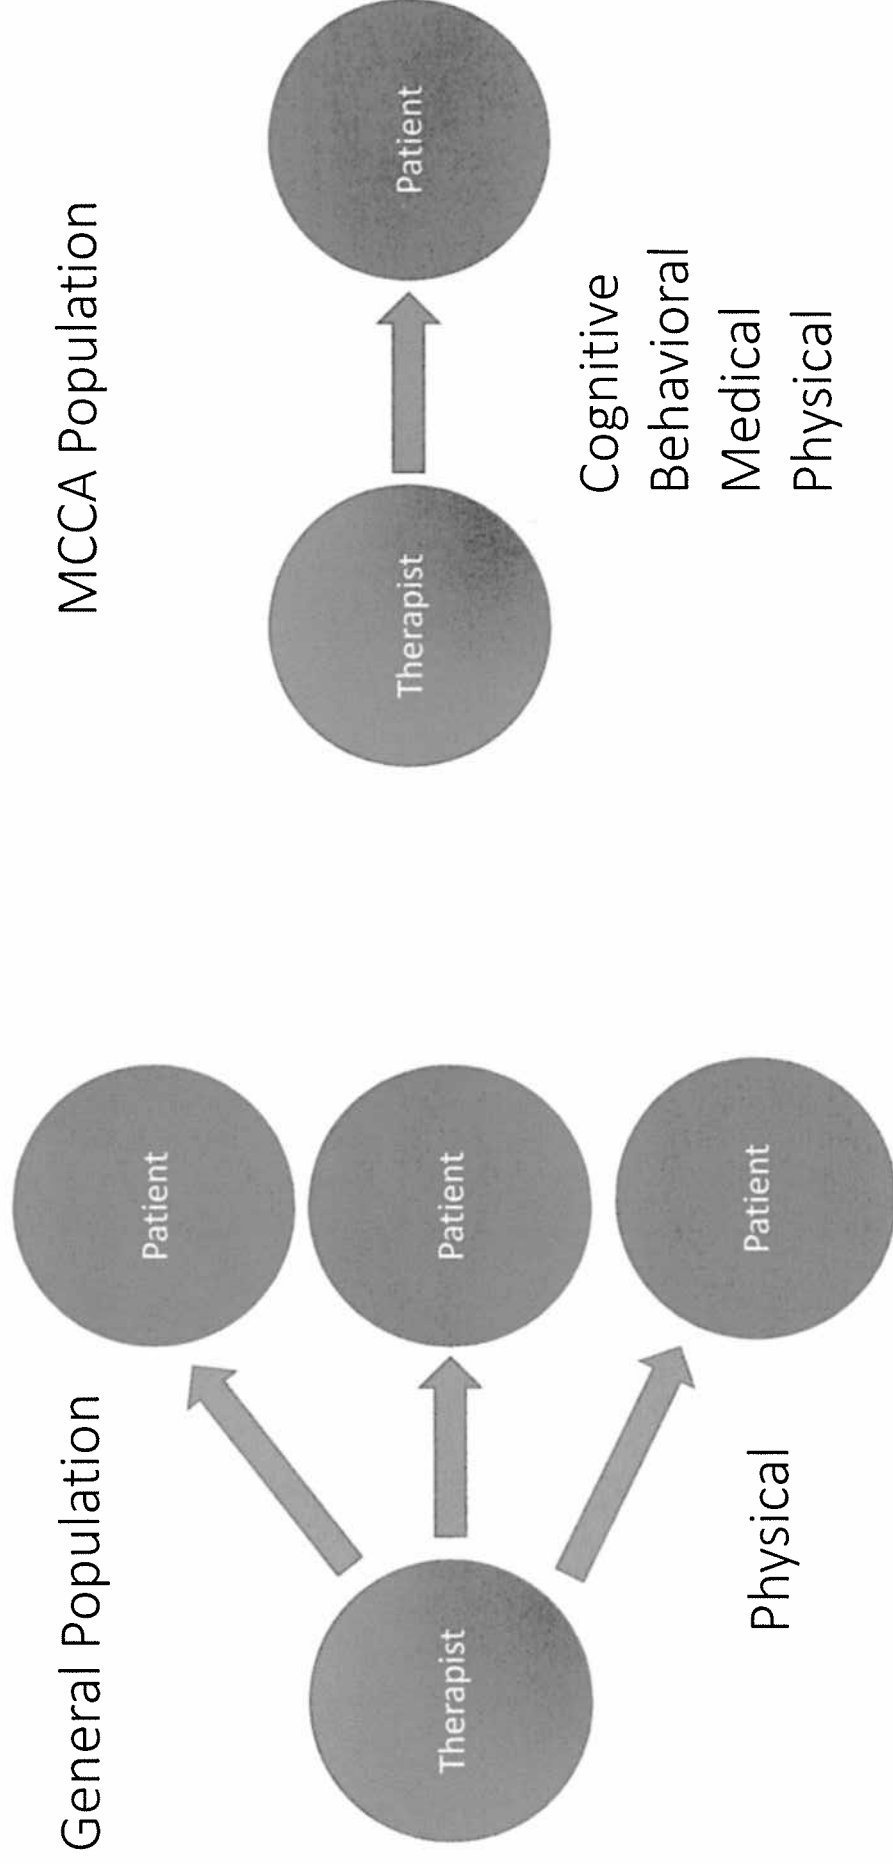 General Population
Therapist
Patient
Patient
Patient
Physical
MCCA Population
Therapist
Patient
Cognitive
Behavioral
Medical
Physical